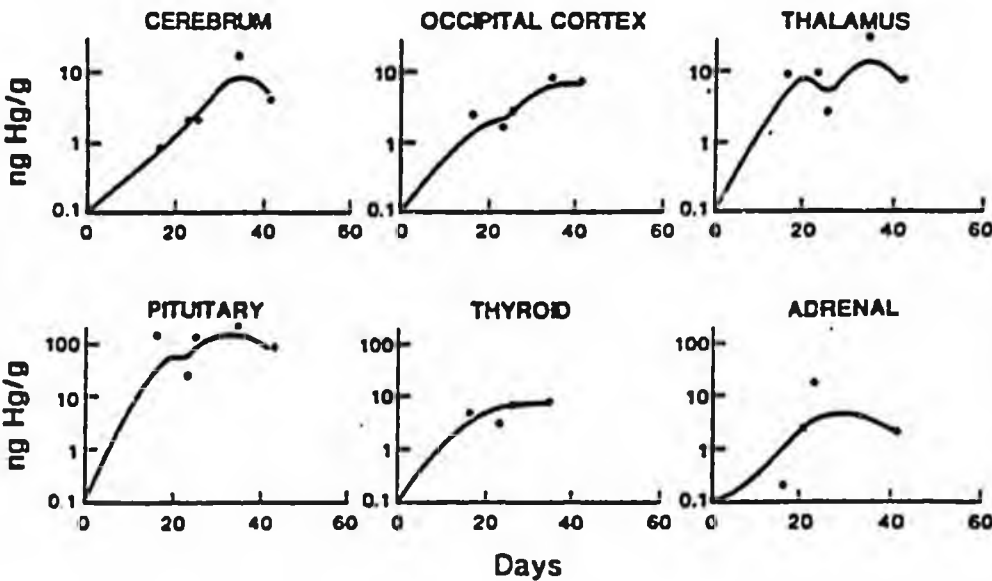 CEREBRUM OCCIPITAL CORTEX THALAMUS
ng Hg/g
10 10 10
1 1 1
0.1 0.1 0.1
0 20 40 60 0 20 40 60 0 20 40 60
PITUITARY THYROID ADRENAL
ng Hg/g
100 100 100
10 10 10
1 1 1
0.1 0.1 0.1
0 20 40 60 0 20 40 60 0 20 40 60
Days